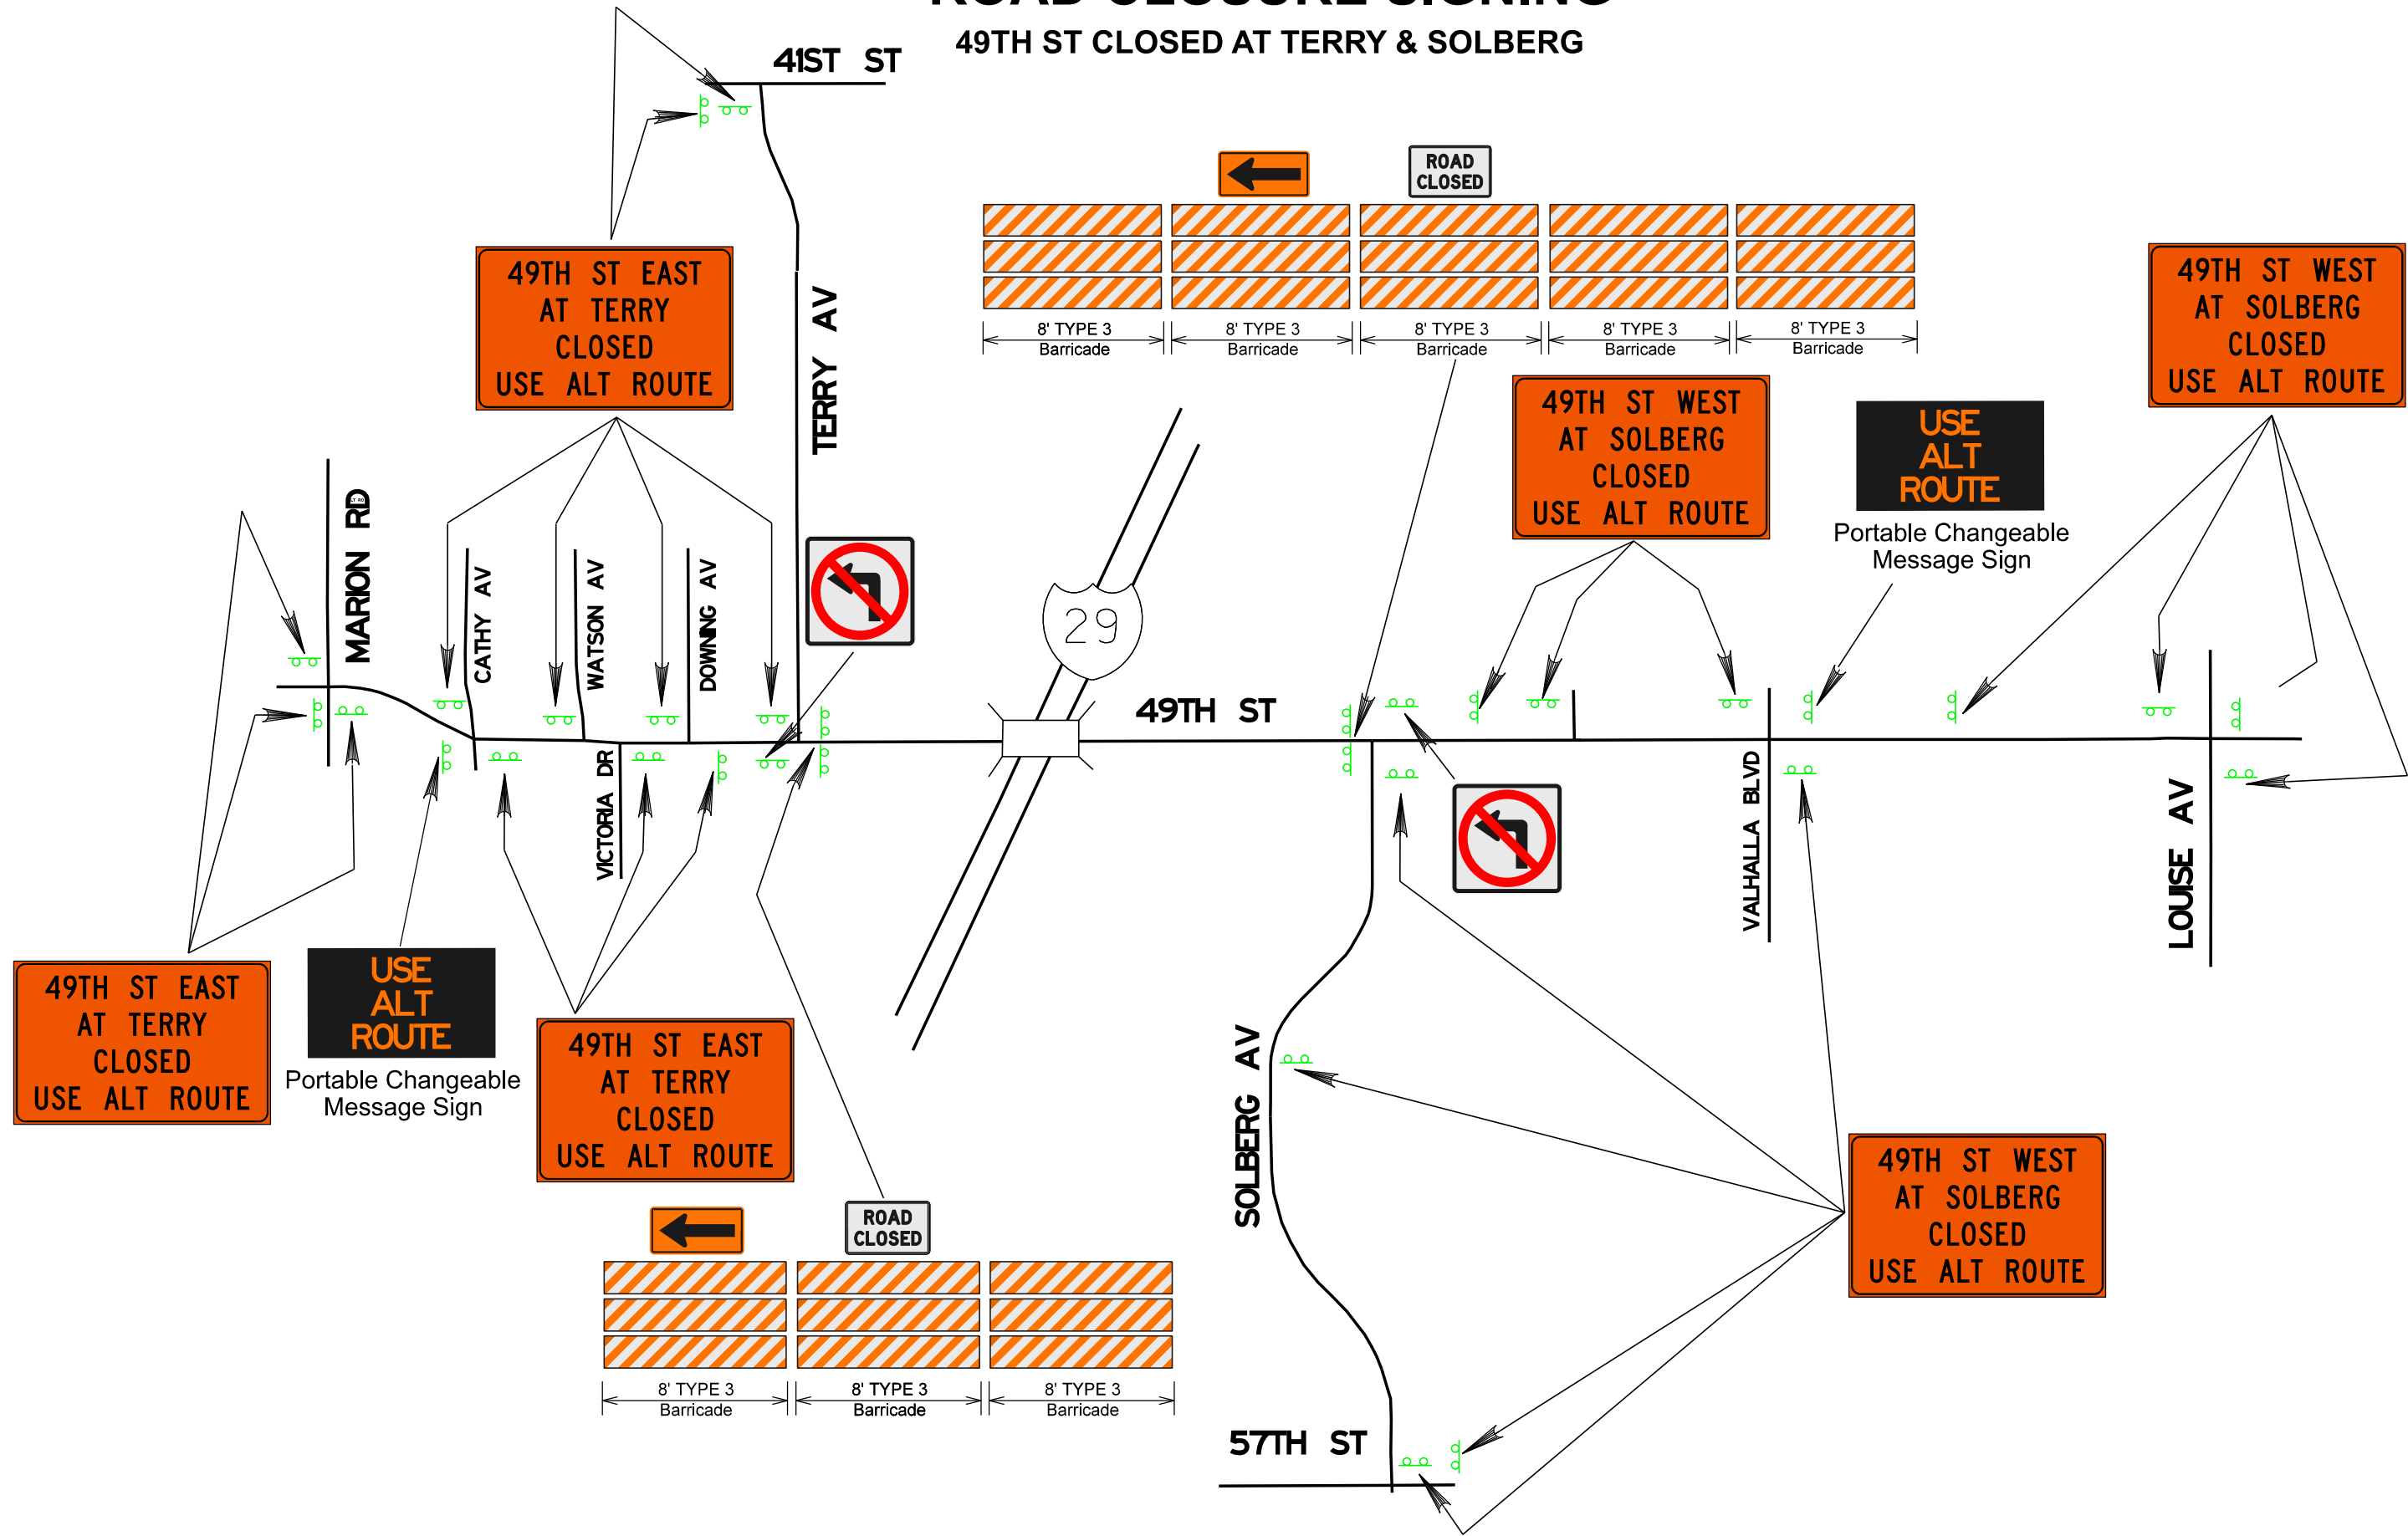 ROAD CLOSURE SIGNING
49TH ST CLOSED AT TERRY & SOLBERG
41ST ST
ROAD
CLOSED
8' TYPE 3
Barricade
8' TYPE 3
Barricade
8' TYPE 3
Barricade
8' TYPE 3
Barricade
8' TYPE 3
Barricade
49TH ST EAST
AT TERRY
CLOSED
USE ALT ROUTE
TERRY AV
49TH ST WEST
AT SOLBERG
CLOSED
USE ALT ROUTE
49TH ST WEST
AT SOLBERG
CLOSED
USE ALT ROUTE
USE
ALT
ROUTE
Portable Changeable
Message Sign
MARION RD
CATHY AV
WATSON AV
DOWNING AV
29
49TH ST
VICTORIA DR
VALHALLA BLVD
LOUISE AV
49TH ST EAST
AT TERRY
CLOSED
USE ALT ROUTE
USE
ALT
ROUTE
Portable Changeable
Message Sign
49TH ST EAST
AT TERRY
CLOSED
USE ALT ROUTE
SOLBERG AV
49TH ST WEST
AT SOLBERG
CLOSED
USE ALT ROUTE
ROAD
CLOSED
8' TYPE 3
Barricade
8' TYPE 3
Barricade
8' TYPE 3
Barricade
57TH ST